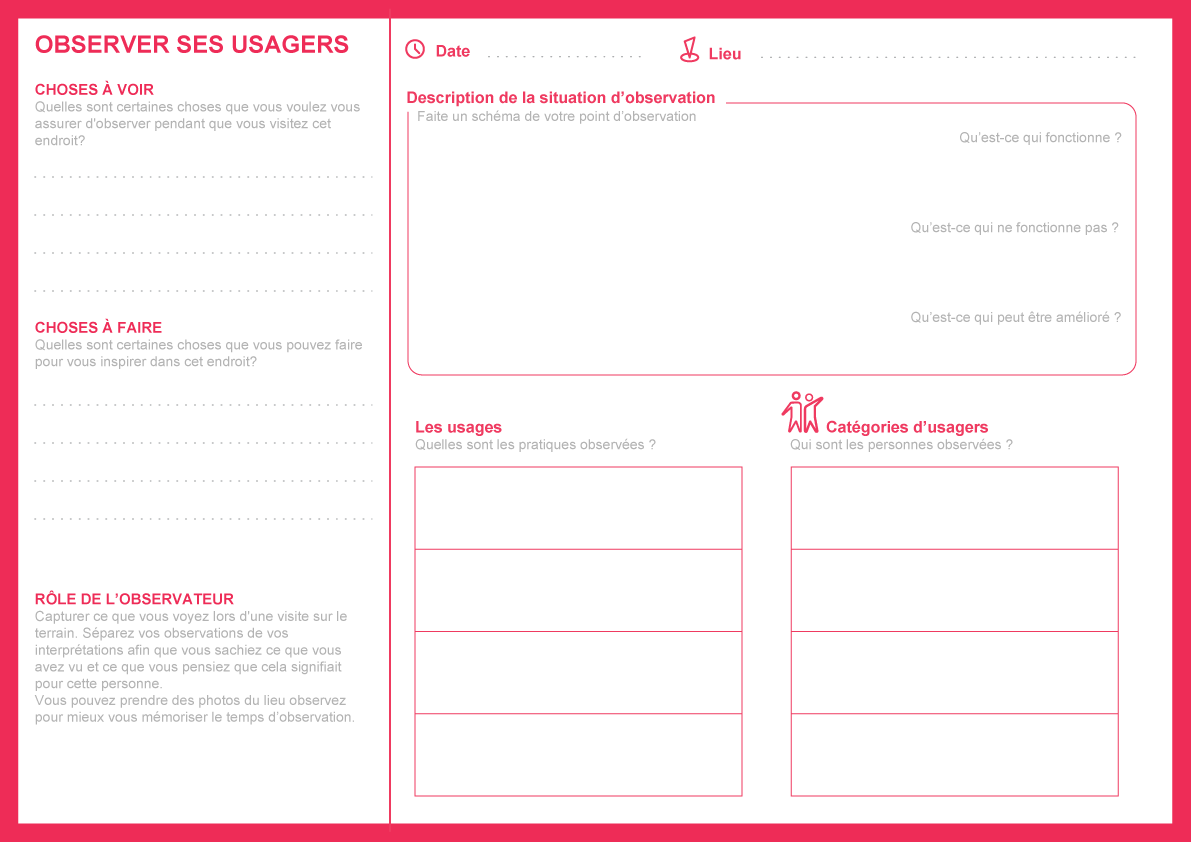 OBSERVER SES USAGERS
CHOSES À VOIR
Quelles sont certaines choses que vous voulez vous
assurer d'observer pendant que vous visitez cet
endroit?
CHOSES À FAIRE
Quelles sont certaines choses que vous pouvez faire
pour vous inspirer dans cet endroit?
RÔLE DE L’OBSERVATEUR
Capturer ce que vous voyez lors d'une visite sur le
terrain. Séparez vos observations de vos
interprétations afin que vous sachiez ce que vous
avez vu et ce que vous pensiez que cela signifiait
pour cette personne.
Vous pouvez prendre des photos du lieu observez
pour mieux vous mémoriser le temps d’observation.
Date
Lieu
Description de la situation d’observation
Faite un schéma de votre point d’observation
Qu’est-ce qui fonctionne ?
Qu’est-ce qui ne fonctionne pas ?
Qu’est-ce qui peut être amélioré ?
Les usages
Quelles sont les pratiques observées ?
Catégories d’usagers
Qui sont les personnes observées ?